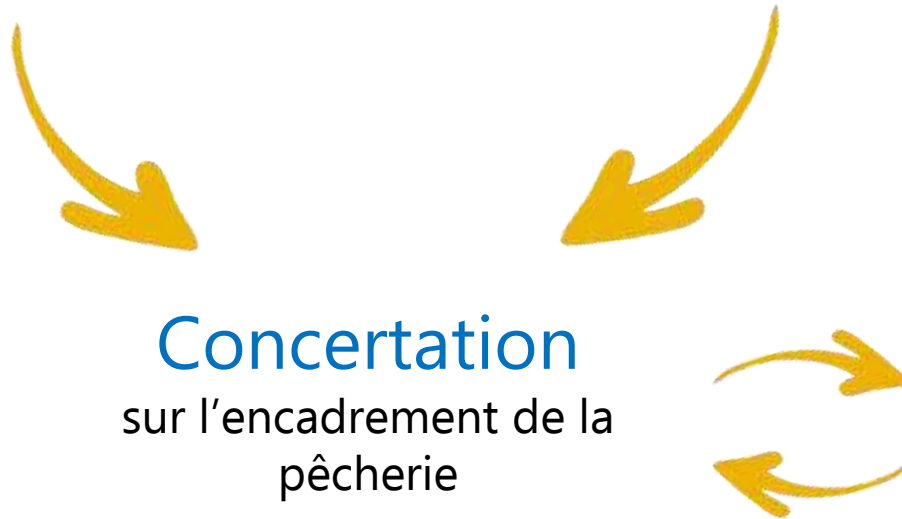 Concertation
sur l’encadrement de la
pêcherie